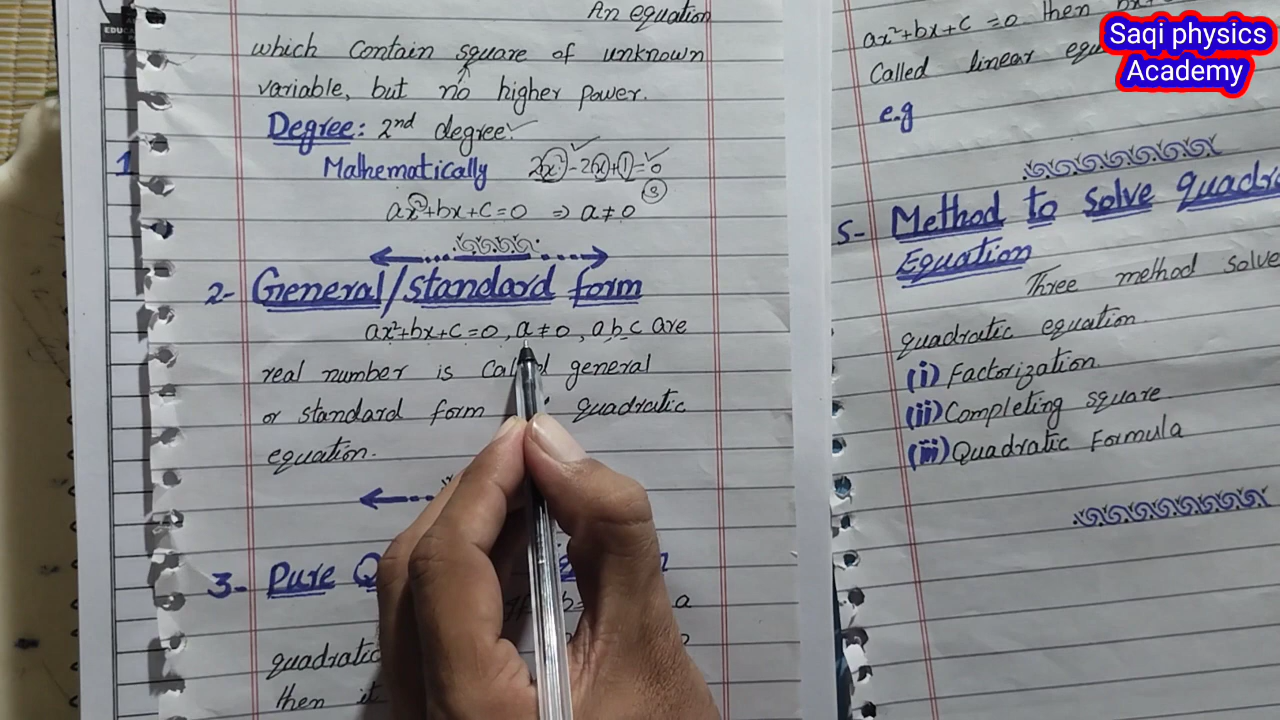 An equation
which contain square of unknown
variable, but no higher power.
Degree: 2nd degree
1
Mathematically 2x²-2x+1=0
3
ax²+bx+c=0 ⇒ a≠0
2- General/standard form
ax²+bx+c=0, a≠0, a b c are
real number is called general
or standard form quadratic
equation.
3- Pure
a
quadratic
then it
ax²+bx+c=0 then
Called linear
e.g
5- Method to solve
Equation
Three method solve
quadratic equation
(i) Factorization.
(ii) Completing square.
(iii) Quadratic Formula
Saqi physics
Academy